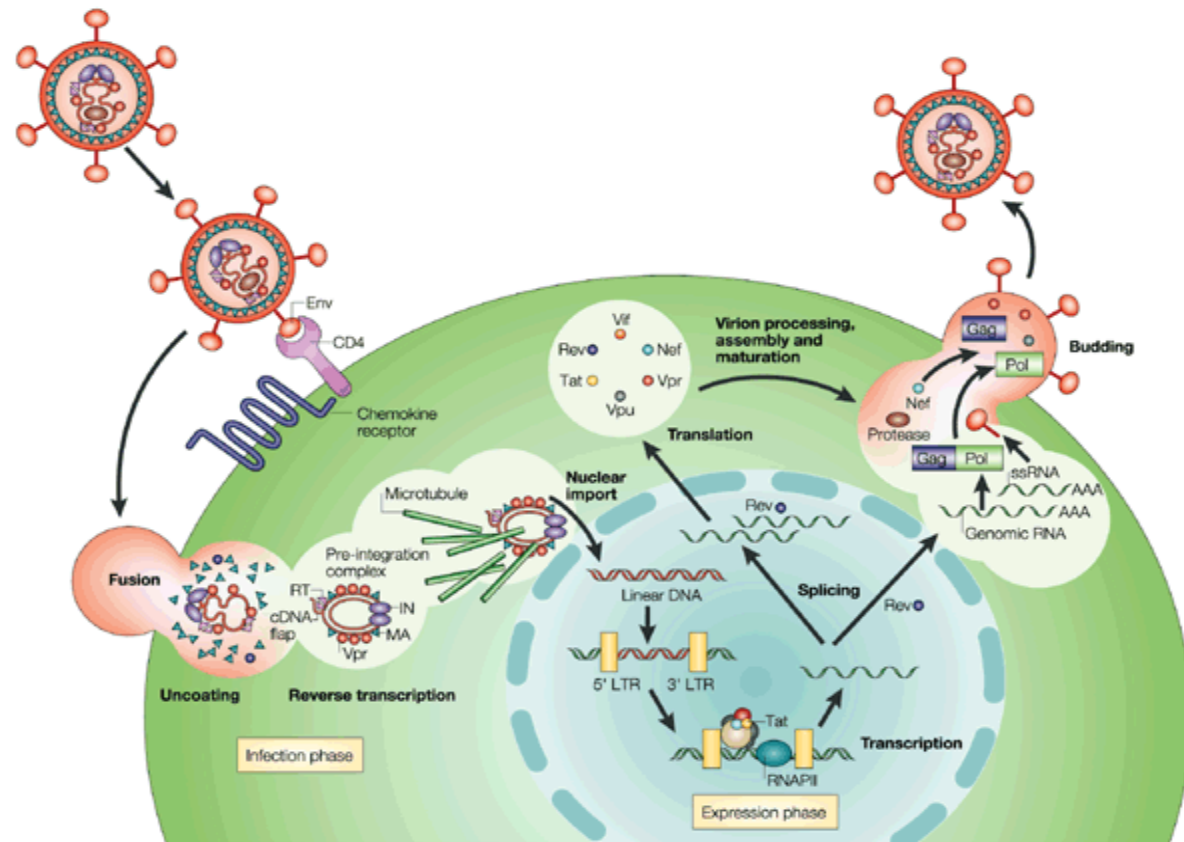 Env
CD4
Chemokine
receptor
Fusion
Uncoating
RT
cDNA
flap
Pre-integration
complex
IN
MA
Vpr
Reverse transcription
Microtubule
Nuclear
import
Infection phase
Linear DNA
5' LTR
3' LTR
Tat
RNAPII
Transcription
Expression phase
Splicing
Rev
Rev
Translation
Vif
Rev
Nef
Tat
Vpr
Vpu
Virion processing,
assembly and
maturation
Gag
Pol
Budding
Nef
Protease
Gag
Pol
ssRNA
AAA
AAA
Genomic RNA